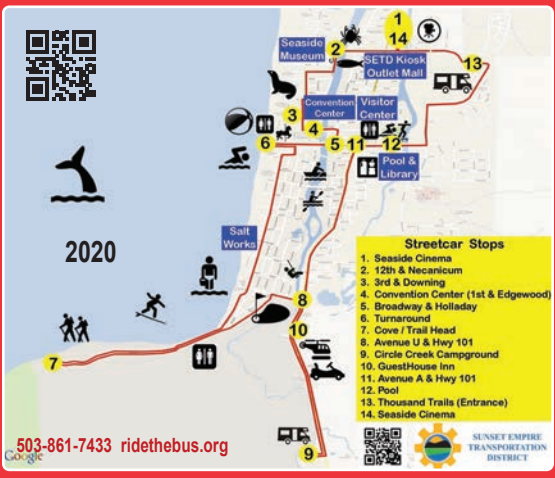 1
14
Seaside
Museum
2
SETD Kiosk
Outlet Mall
13
3
Convention
Center
Visitor
Center
4
6
5
11
12
Pool &
Library
2020
Salt
Works
8
10
7
9
Streetcar Stops
1. Seaside Cinema
2. 12th & Necanicum
3. 3rd & Downing
4. Convention Center (1st & Edgewood)
5. Broadway & Holladay
6. Turnaround
7. Cove / Trail Head
8. Avenue U & Hwy 101
9. Circle Creek Campground
10. GuestHouse Inn
11. Avenue A & Hwy 101
12. Pool
13. Thousand Trails (Entrance)
14. Seaside Cinema
503-861-7433 ridethebus.org
Google
SUNSET EMPIRE
TRANSPORTATION
DISTRICT